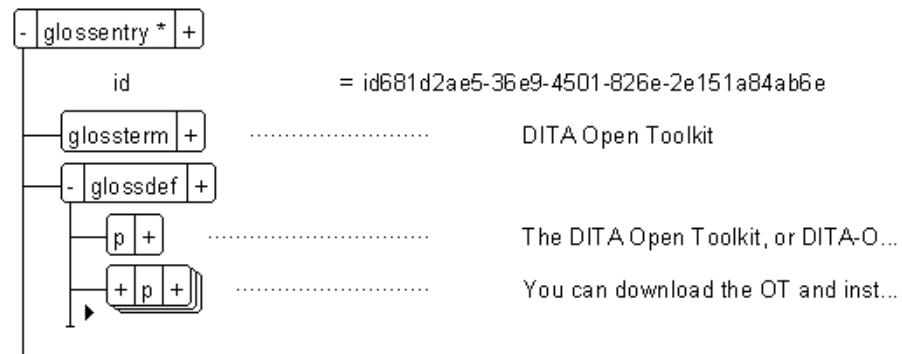 - glossentry * +
id = id681d2ae5-36e9-4501-826e-2e151a84ab6e
glossterm + DITA Open Toolkit
- glossdef +
p + The DITA Open Toolkit, or DITA-O...
+ p + You can download the OT and inst...